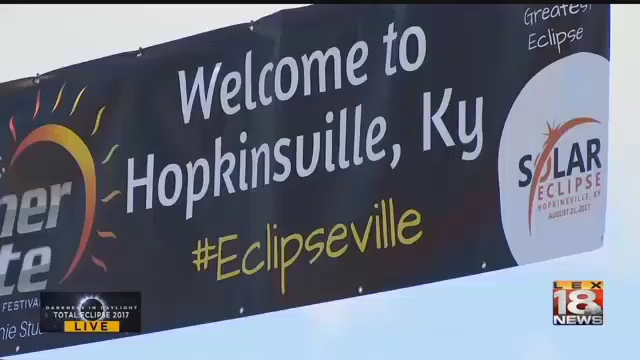 Greatest
Eclipse
Welcome to
Hopkinsville, Ky
#Eclipseville
SOLAR
ECLIPSE
HOPKINSVILLE, KY
AUGUST 21, 2017
FESTIVAL
DARKNESS IN DAYLIGHT
TOTAL ECLIPSE 2017
LIVE
LEX
18
NEWS